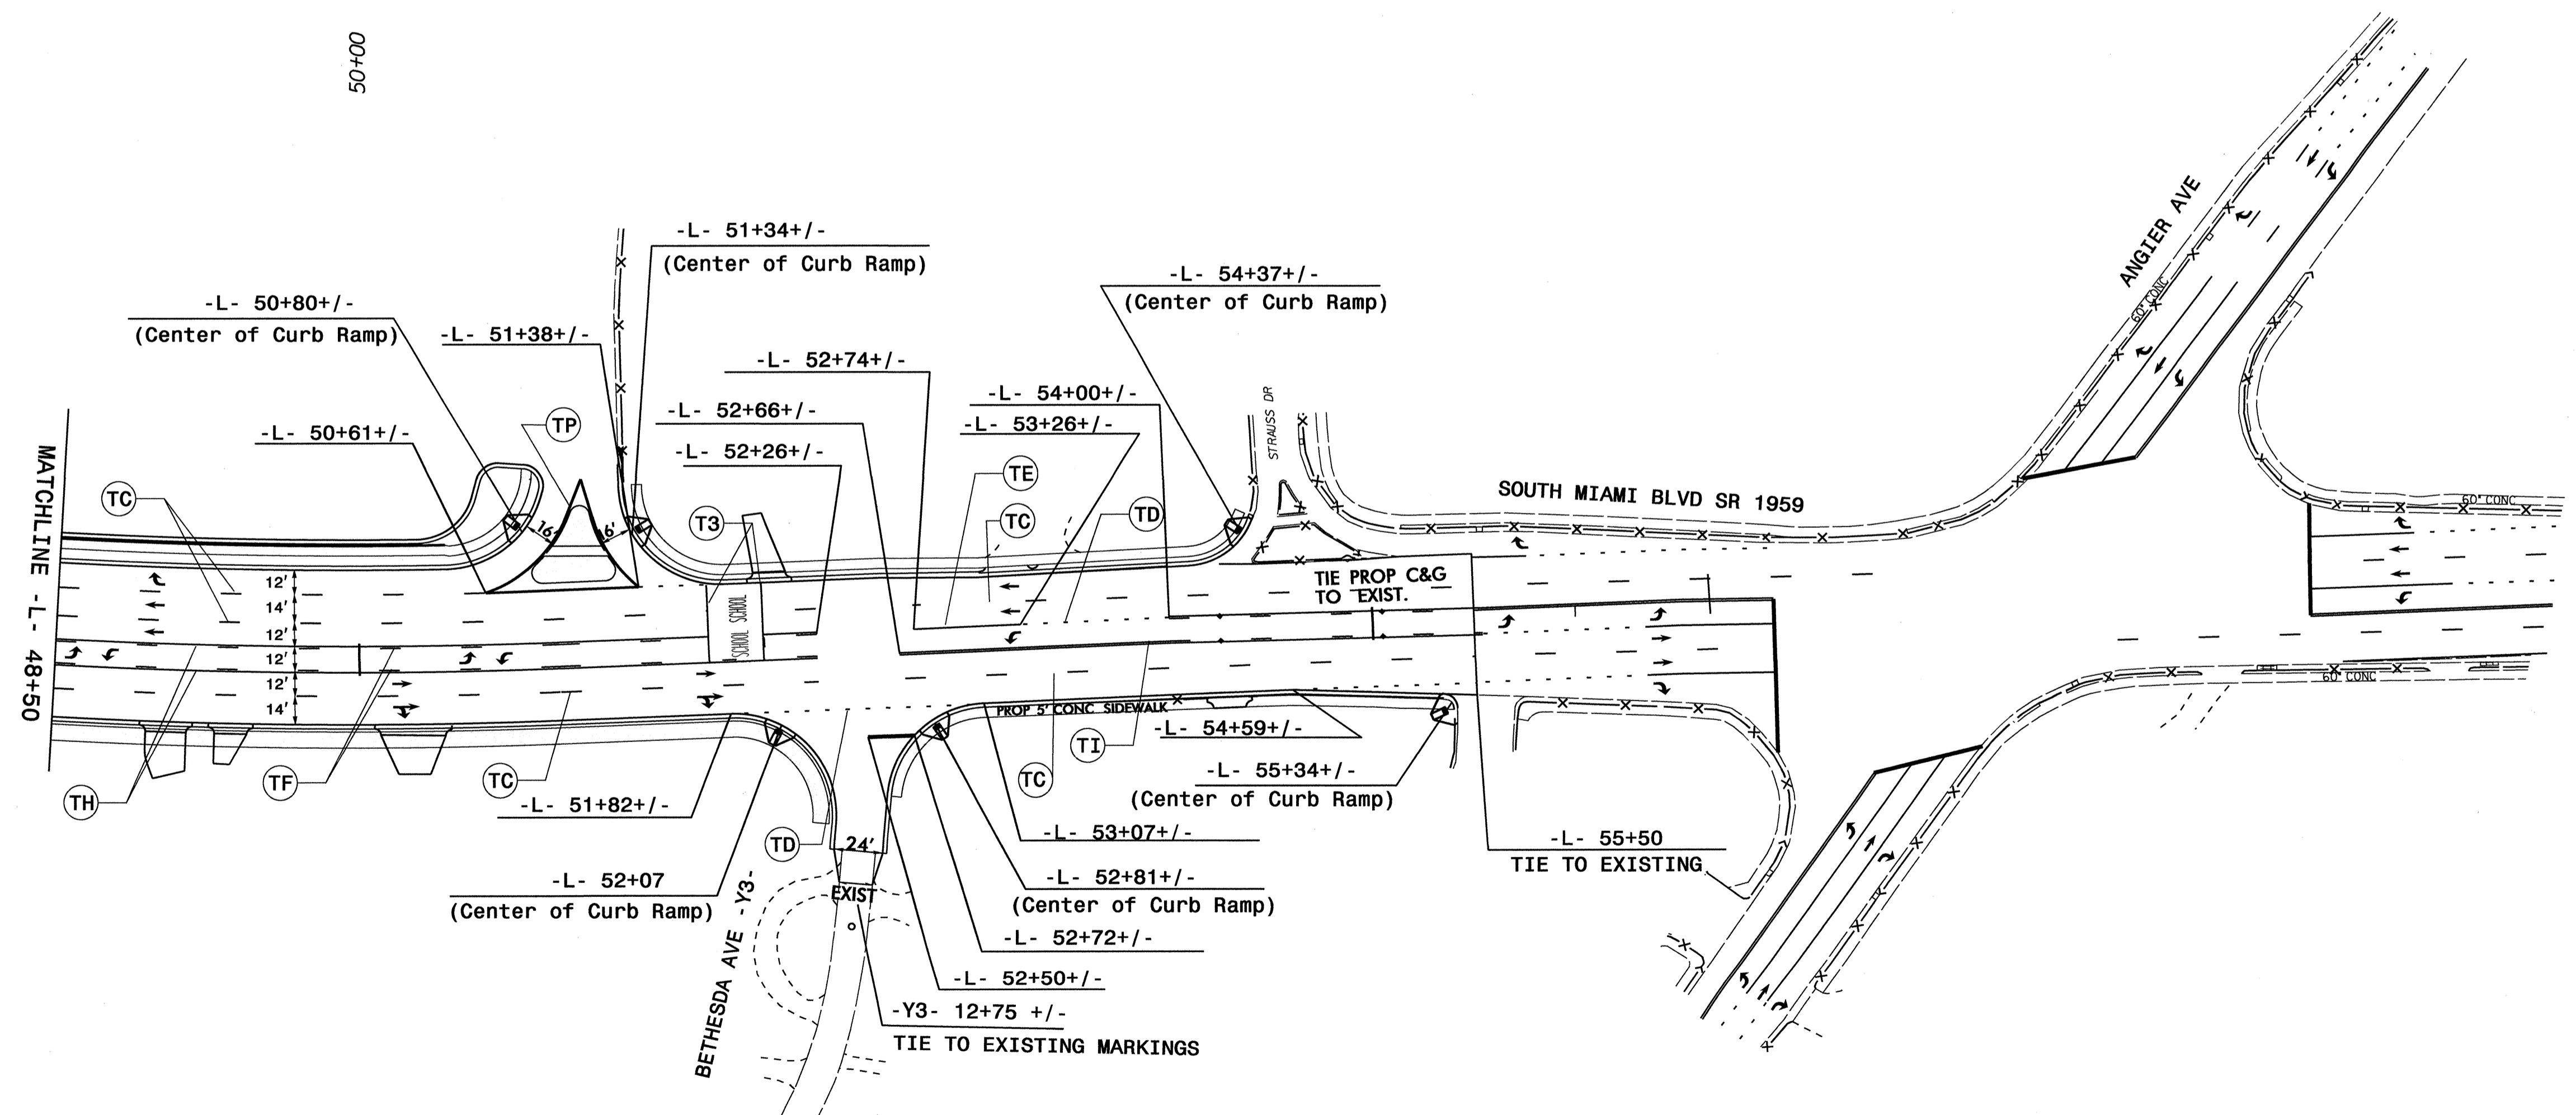 50+00
-L- 51+34+/-
(Center of Curb Ramp)
-L- 50+80+/-
(Center of Curb Ramp)
-L- 51+38+/-
-L- 54+37+/-
(Center of Curb Ramp)
-L- 52+74+/-
-L- 54+00+/-
-L- 52+66+/-
-L- 53+26+/-
-L- 50+61+/-
TP
-L- 52+26+/-
STRAUSS DR
ANGIER AVE
60' CONC
MATCHLINE -L- 48+50
TC
16'
6'
T3
TE
TC
TD
SOUTH MIAMI BLVD SR 1959
60' CONC
12'
14'
12'
12'
12'
14'
SCHOOL SCHOOL
TIE PROP C&G
TO EXIST.
60' CONC
PROP 5' CONC SIDEWALK
-L- 54+59+/-
TI
TH
TF
TC
TC
-L- 51+82+/-
-L- 55+34+/-
(Center of Curb Ramp)
TD
24'
-L- 53+07+/-
-L- 55+50
TIE TO EXISTING
-L- 52+07
(Center of Curb Ramp)
EXIST
-L- 52+81+/-
(Center of Curb Ramp)
-L- 52+72+/-
-L- 52+50+/-
BETHESDA AVE -Y3-
-Y3- 12+75 +/-
TIE TO EXISTING MARKINGS